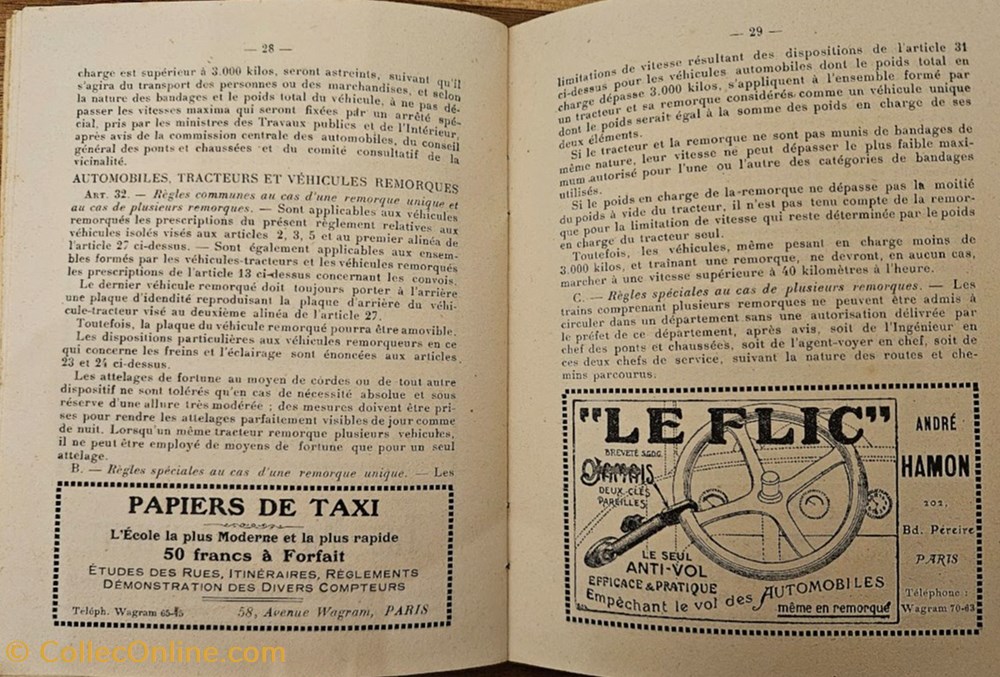 — 28 —
charge est supérieur à 3.000 kilos, seront astreints, suivant qu'il
s'agira du transport des personnes ou des marchandises, et selon
la nature des bandages et le poids total du véhicule, à ne pas dé-
passer les vitesses maxima qui seront fixées par un arrêté spé-
cial, pris par les ministres des Travaux publics et de l'Intérieur,
après avis de la commission centrale des automobiles, du conseil
général des ponts et chaussées et du comité consultatif de la
vicinalité.
AUTOMOBILES, TRACTEURS ET VÉHICULES REMORQUÉS
ART. 32. — Règles communes au cas d'une remorque unique et
au cas de plusieurs remorques. — Sont applicables aux véhicules
remorqués les prescriptions du présent règlement relatives aux
véhicules isolés visés aux articles 2, 3, 5 et au premier alinéa de
l'article 27 ci-dessus. — Sont également applicables aux ensem-
bles formés par les véhicules-tracteurs et les véhicules remorqués
les prescriptions de l'article 13 ci-dessus concernant les convois.
Le dernier véhicule remorqué doit toujours porter à l'arrière
une plaque d'idendité reproduisant la plaque d'arrière du véhi-
cule-tracteur visé au deuxième alinéa de l'article 27.
Toutefois, la plaque du véhicule remorqué pourra être amovible.
Les dispositions particulières aux véhicules remorqueurs en ce
qui concerne les freins et l'éclairage sont énoncées aux articles
23 et 24 ci-dessus.
Les attelages de fortune au moyen de cordes ou de tout autre
dispositif ne sont tolérés qu'en cas de nécessité absolue et sous
réserve d'une allure très modérée ; des mesures doivent être pri-
ses pour rendre les attelages parfaitement visibles de jour comme
de nuit. Lorsqu'un même tracteur remorque plusieurs vehicules,
il ne peut être employé de moyens de fortune que pour un seul
attelage.
B. — Règles spéciales au cas d'une remorque unique. — Les
PAPIERS DE TAXI
L'École la plus Moderne et la plus rapide
50 francs à Forfait
ÉTUDES DES RUES, ITINÉRAIRES, RÈGLEMENTS
DÉMONSTRATION DES DIVERS COMPTEURS
Téléph. Wagram 65-45 58, Avenue Wagram, PARIS
— 29 —
limitations de vitesse résultant des dispositions de l'article 31
ci-dessus pour les véhicules automobiles dont le poids total en
charge dépasse 3.000 kilos, s'appliquent à l'ensemble formé par
un tracteur et sa remorque considérés comme un véhicule unique
dont le poids serait égal à la somme des poids en charge de ses
deux éléments.
Si le tracteur et la remorque ne sont pas munis de bandages de
même nature, leur vitesse ne peut dépasser le plus faible maxi-
mum autorisé pour l'une ou l'autre des catégories de bandages
utilisés.
Si le poids en charge de la remorque ne dépasse pas la moitié
du poids à vide du tracteur, il n'est pas tenu compte de la remor-
que pour la limitation de vitesse qui reste déterminée par le poids
en charge du tracteur seul.
Toutefois, les véhicules, même pesant en charge moins de
3.000 kilos, et traînant une remorque, ne devront, en aucun cas,
marcher à une vitesse supérieure à 40 kilomètres à l'heure.
C. — Règles spéciales au cas de plusieurs remorques. — Les
trains comprenant plusieurs remorques ne peuvent être admis à
circuler dans un département sans une autorisation délivrée par
le préfet de ce département, après avis, soit de l'Ingénieur en
chef des ponts et chaussées, soit de l'agent-voyer en chef, soit de
ces deux chefs de service, suivant la nature des routes et che-
mins parcourus.
"LE FLIC"
BREVETÉ S.G.D.G.
JAMAIS
DEUX CLÉS
PAREILLES
LE SEUL
ANTI-VOL
EFFICACE & PRATIQUE
Empêchant le vol des AUTOMOBILES
même en remorque
ANDRÉ
HAMON
202,
Bd. Péreire
PARIS
Téléphone :
Wagram 70-63
© CollecOnline.com